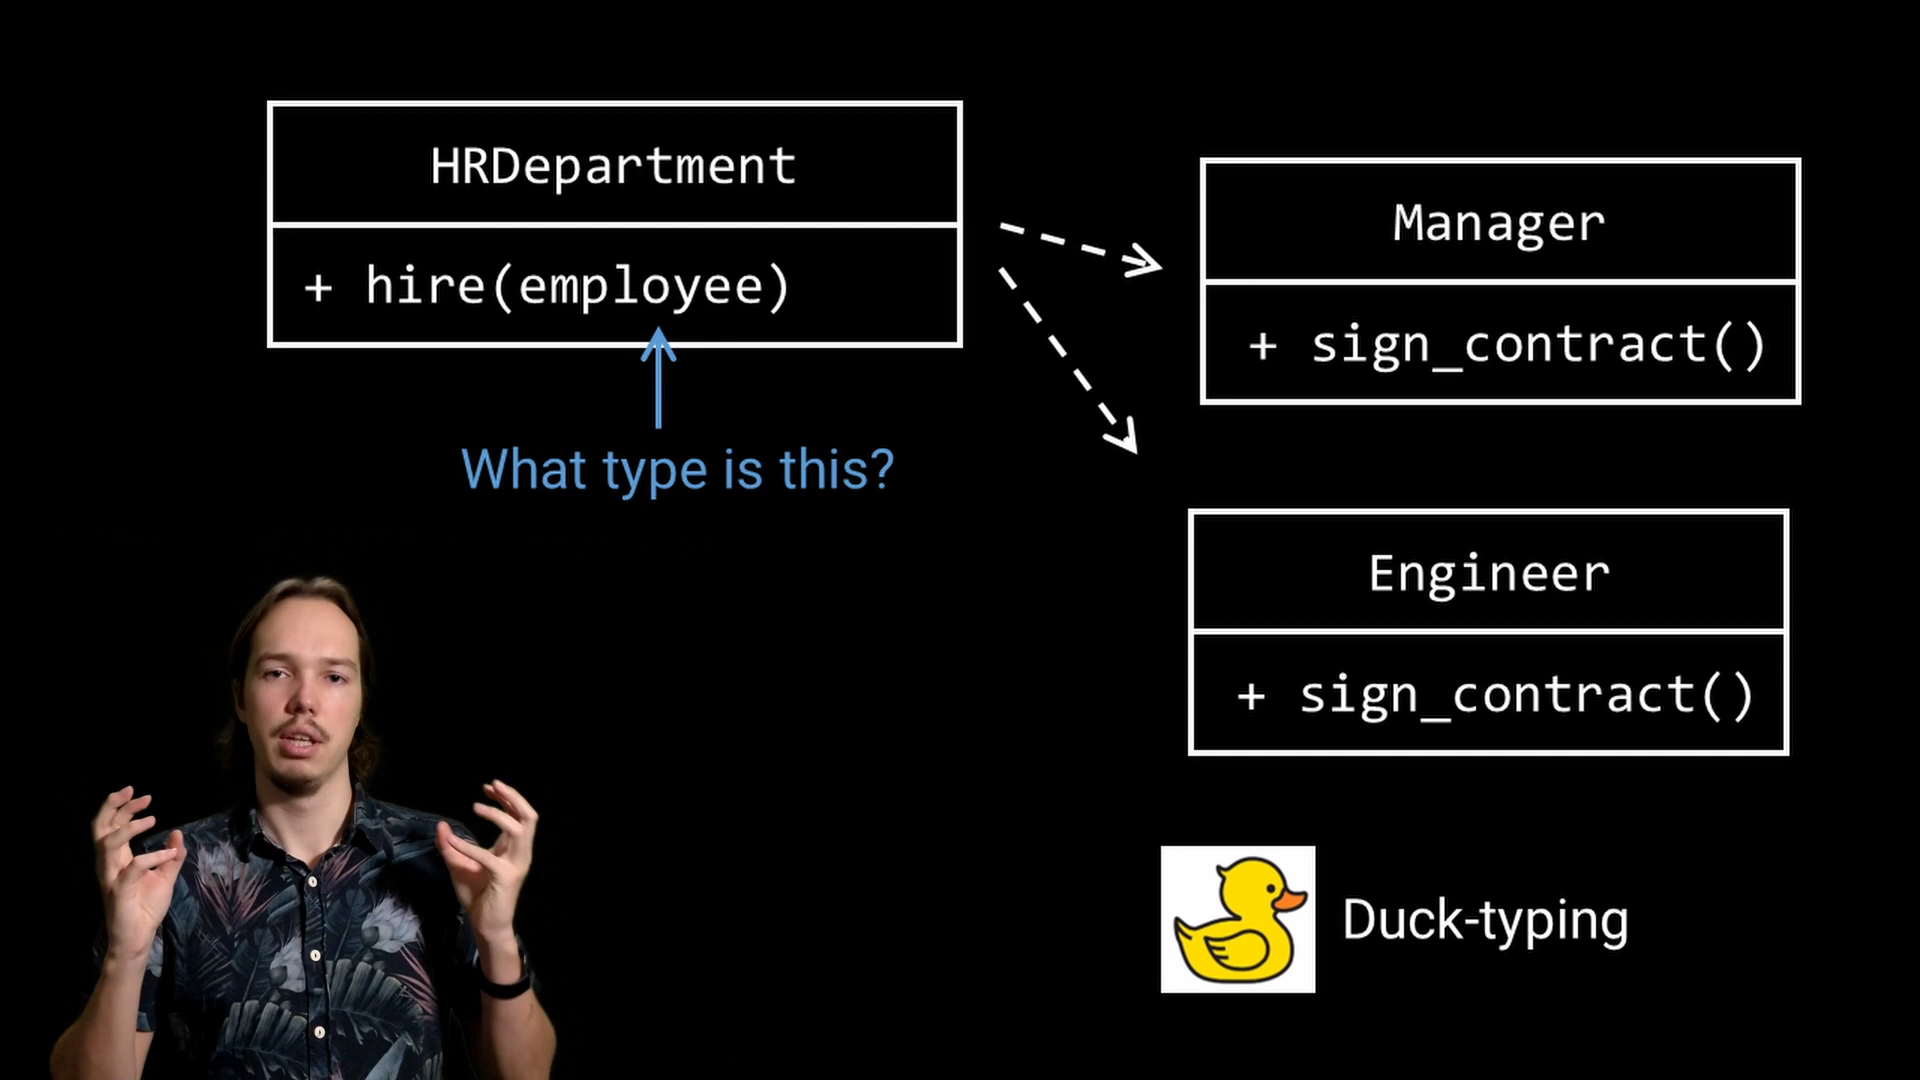 HRDepartment
+ hire(employee)
What type is this?
Manager
+ sign_contract()
Engineer
+ sign_contract()
Duck-typing